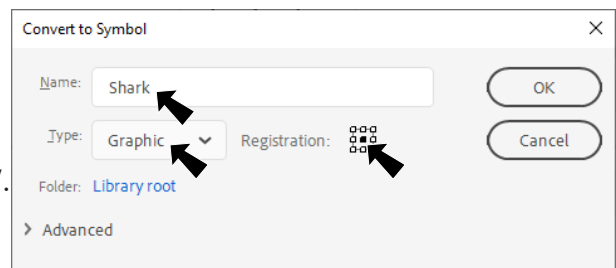 Convert to Symbol
Name: Shark OK
Type: Graphic Registration: Cancel
Folder: Library root
Advanced